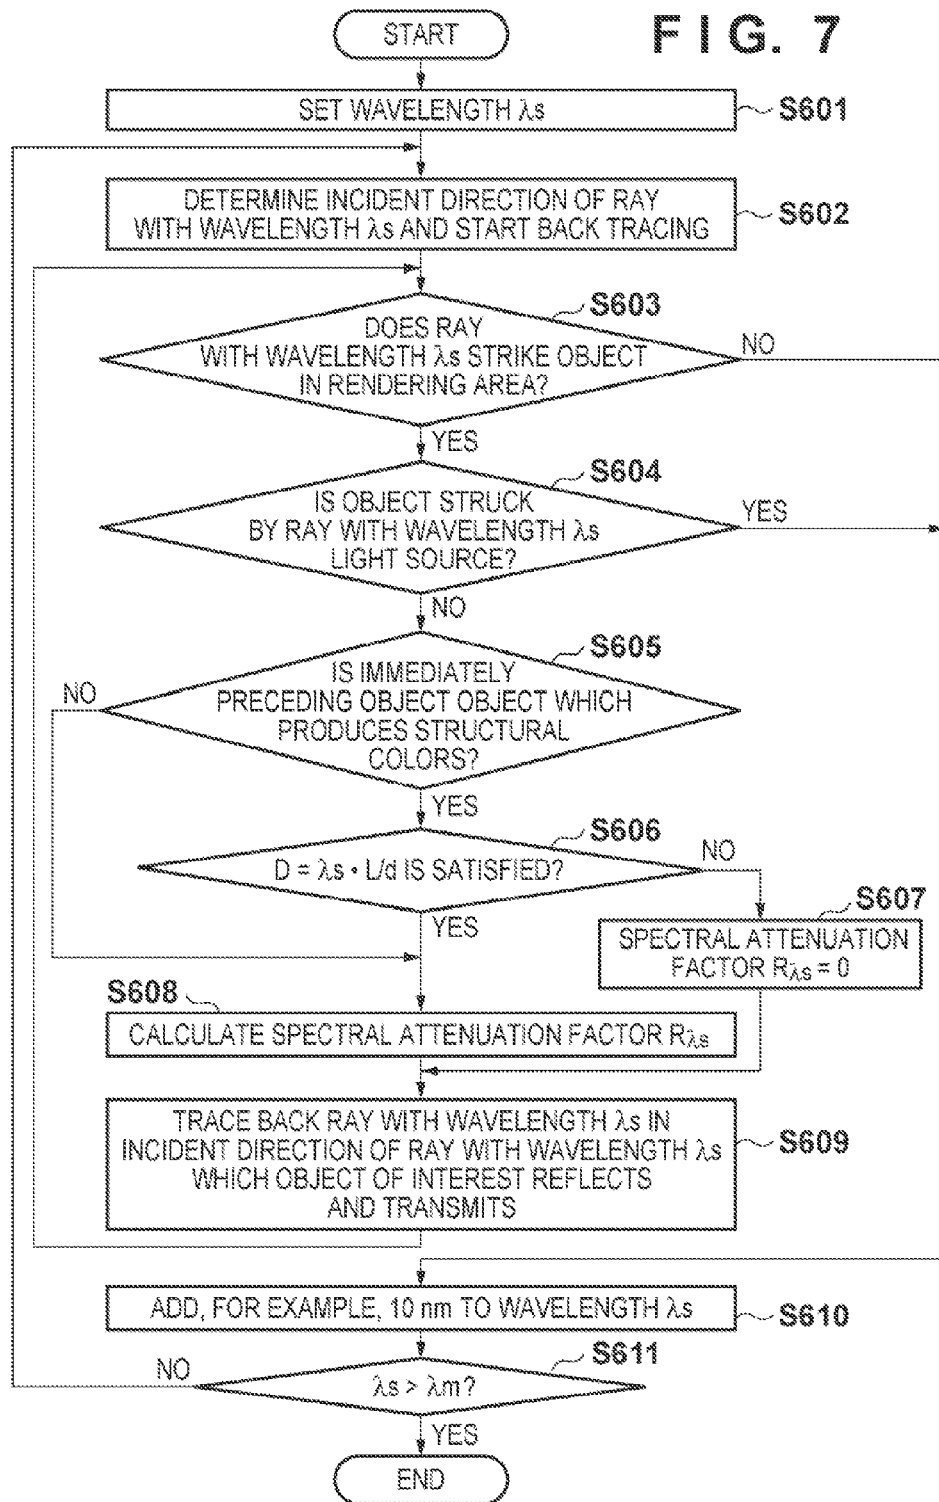 F I G. 7
START
SET WAVELENGTH λs
S601
DETERMINE INCIDENT DIRECTION OF RAY
WITH WAVELENGTH λs AND START BACK TRACING
S602
S603
DOES RAY
WITH WAVELENGTH λs STRIKE OBJECT
IN RENDERING AREA?
NO
YES
S604
IS OBJECT STRUCK
BY RAY WITH WAVELENGTH λs
LIGHT SOURCE?
YES
NO
S605
IS IMMEDIATELY
PRECEDING OBJECT OBJECT WHICH
PRODUCES STRUCTURAL
COLORS?
NO
YES
S606
D = λs • L/d IS SATISFIED?
NO
YES
S607
SPECTRAL ATTENUATION
FACTOR Rλs = 0
S608
CALCULATE SPECTRAL ATTENUATION FACTOR Rλs
TRACE BACK RAY WITH WAVELENGTH λs IN
INCIDENT DIRECTION OF RAY WITH WAVELENGTH λs
WHICH OBJECT OF INTEREST REFLECTS
AND TRANSMITS
S609
ADD, FOR EXAMPLE, 10 nm TO WAVELENGTH λs
S610
S611
λs > λm?
NO
YES
END